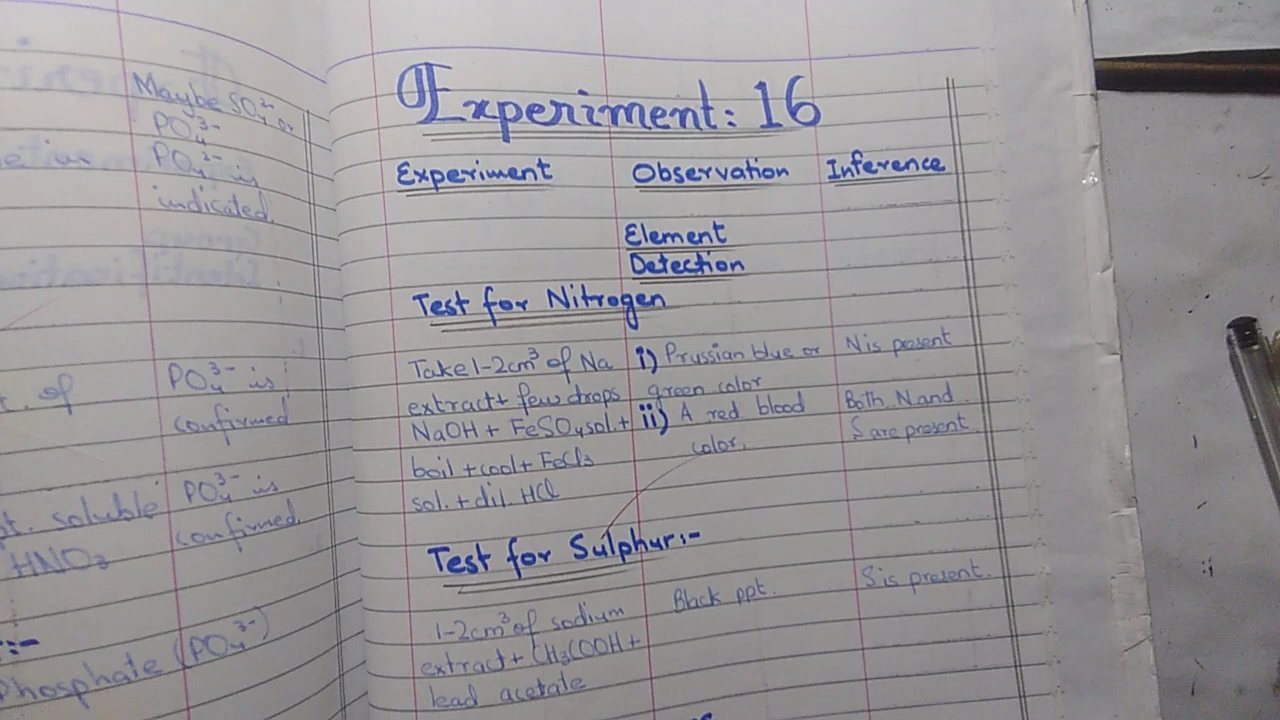 Maybe SO₄²⁻ or
PO₄³⁻
PO₄³⁻ is
indicated.
PO₄³⁻ is
confirmed
t. of
PO₄³⁻ is
confirmed.
pt. soluble
HNO₃
:-
Phosphate (PO₄³⁻)
Experiment: 16
Experiment Observation Inference
Element
Detection
Test for Nitrogen
Take 1-2cm³ of Na i) Prussian blue or N is present
extract + few drops green color
NaOH + FeSO₄ sol. + ii) A red blood Both N and
boil + cool + FeCl₃ color. S are present
sol. + dil. HCl
Test for Sulphur:-
1-2cm³ of sodium Black ppt. S is present.
extract + CH₃COOH +
lead acetate